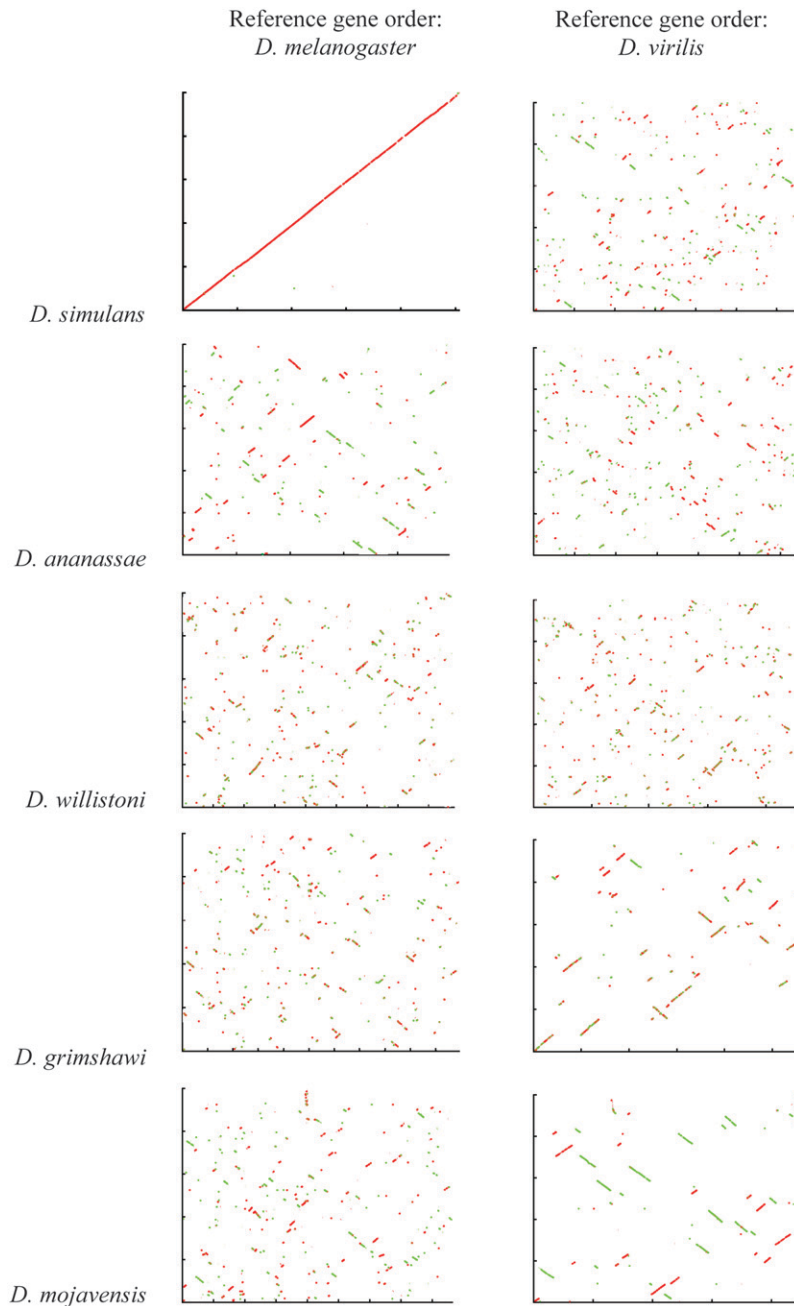 Reference gene order:
D. melanogaster
Reference gene order:
D. virilis
D. simulans
D. ananassae
D. willistoni
D. grimshawi
D. mojavensis